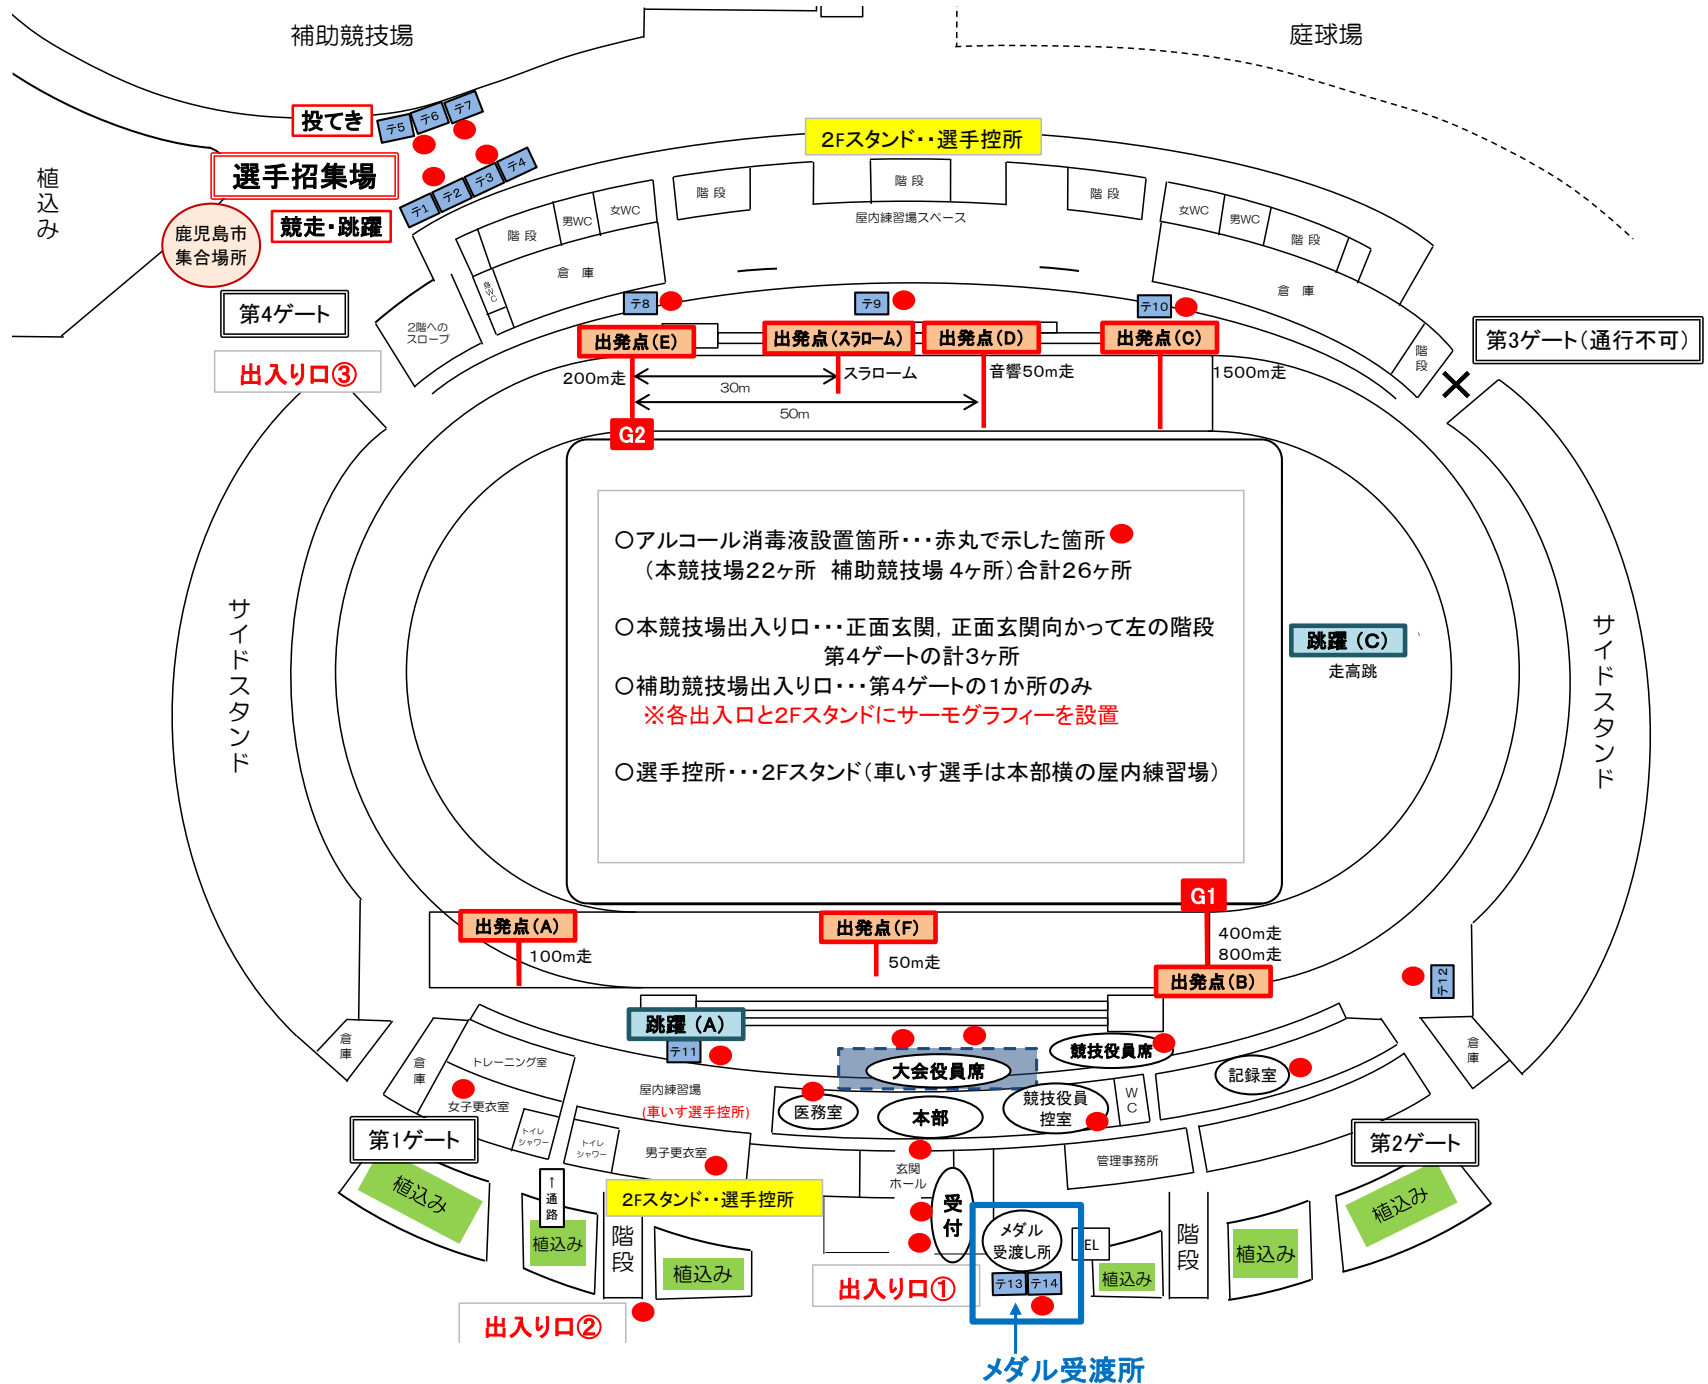 補助競技場
庭球場
植込み
投てき
テ5
テ6
テ7
選手招集場
テ1
テ2
テ3
テ4
競走・跳躍
鹿児島市
集合場所
2Fスタンド・・選手控所
階 段
階 段
階 段
屋内練習場スペース
女WC
男WC
階 段
倉 庫
身WC
女WC
男WC
階 段
倉 庫
階段
第4ゲート
2階への
スロープ
出入り口③
第3ゲート(通行不可)
テ8
テ9
テ10
出発点(E)
出発点(スラローム)
出発点(D)
出発点(C)
200m走
30m
スラローム
音響50m走
1500m走
50m
G2
○アルコール消毒液設置箇所・・・赤丸で示した箇所
(本競技場22ヶ所 補助競技場 4ヶ所)合計26ヶ所
○本競技場出入り口・・・正面玄関，正面玄関向かって左の階段
第4ゲートの計3ヶ所
○補助競技場出入り口・・・第4ゲートの1か所のみ
※各出入口と2Fスタンドにサーモグラフィーを設置
○選手控所・・・2Fスタンド(車いす選手は本部横の屋内練習場)
サイドスタンド
サイドスタンド
跳躍 (C)
走高跳
G1
出発点(A)
100m走
出発点(F)
50m走
400m走
800m走
出発点(B)
テ12
跳躍 (A)
テ11
大会役員席
競技役員席
記録室
倉庫
倉庫
倉庫
トレーニング室
女子更衣室
トイレ
シャワー
トイレ
シャワー
屋内練習場
(車いす選手控所)
男子更衣室
医務室
本部
競技役員
控室
WC
管理事務所
第1ゲート
第2ゲート
玄関
ホール
受付
2Fスタンド・・選手控所
↑通路
植込み
植込み
階段
植込み
メダル
受渡し所
テ13
テ14
EL
植込み
階段
植込み
植込み
出入り口①
出入り口②
メダル受渡所